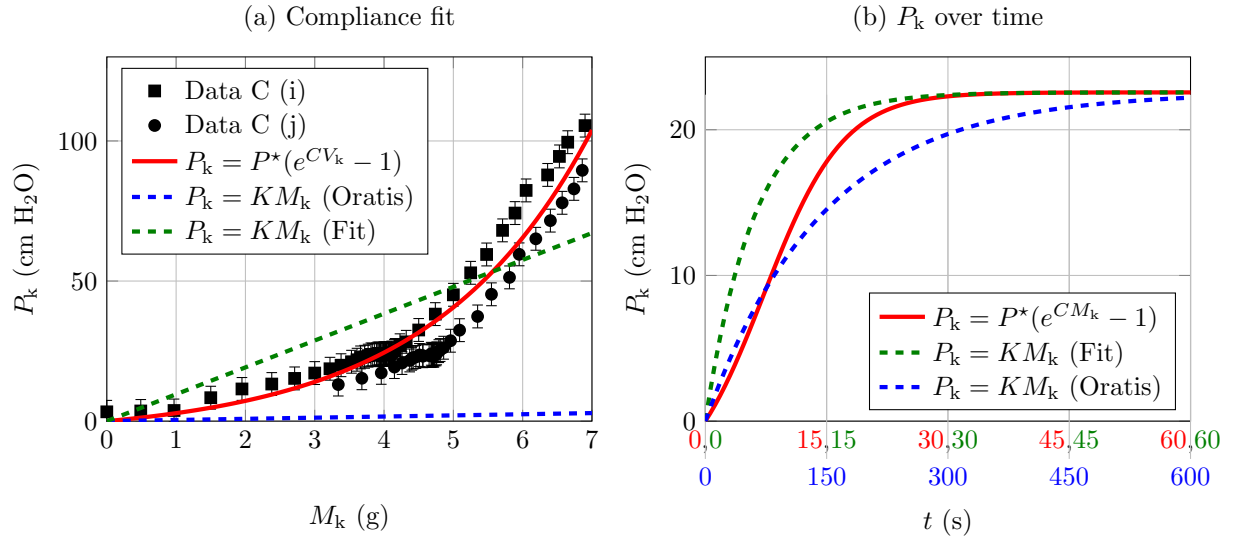 (a) Compliance fit
P_k (cm H₂O)
100
50
0
Data C (i)
Data C (j)
P_k = P⋆(e^{CV_k} − 1)
P_k = KM_k (Oratis)
P_k = KM_k (Fit)
0 1 2 3 4 5 6 7
M_k (g)
(b) P_k over time
P_k (cm H₂O)
20
10
0
P_k = P⋆(e^{CM_k} − 1)
P_k = KM_k (Fit)
P_k = KM_k (Oratis)
0,0 15,15 30,30 45,45 60,60
0 150 300 450 600
t (s)